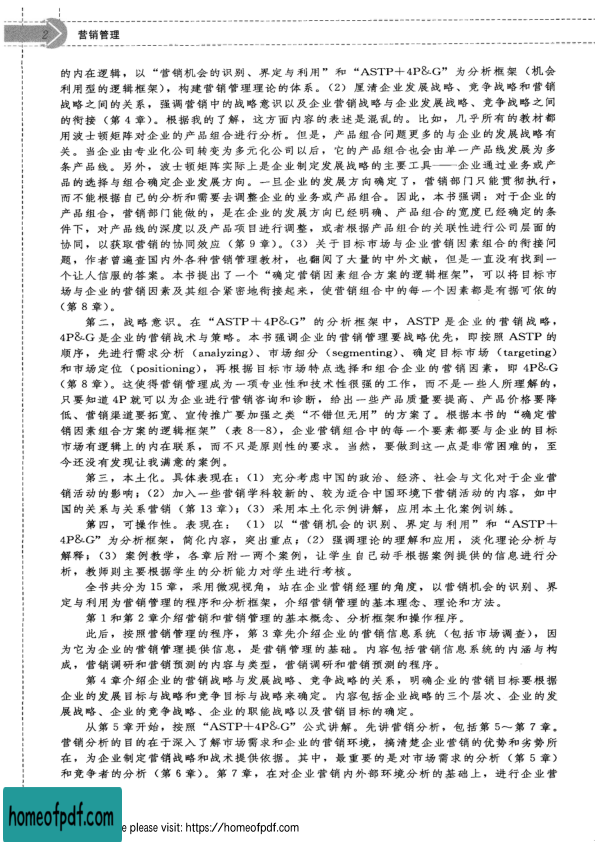 2 营销管理
的内在逻辑，以“营销机会的识别、界定与利用”和“ASTP＋4P&G”为分析框架（机会
利用型的逻辑框架），构建营销管理理论的体系。（2）厘清企业发展战略、竞争战略和营销
战略之间的关系，强调营销中的战略意识以及企业营销战略与企业发展战略、竞争战略之间
的衔接（第 4 章）。根据我的了解，这方面内容的表述是混乱的。比如，几乎所有的教材都
用波士顿矩阵对企业的产品组合进行分析。但是，产品组合问题更多的与企业的发展战略有
关。当企业由专业化公司转变为多元化公司以后，它的产品组合也会由单一产品线发展为多
条产品线。另外，波士顿矩阵实际上是企业制定发展战略的主要工具——企业通过业务或产
品的选择与组合确定企业发展方向。一旦企业的发展方向确定了，营销部门只能贯彻执行，
而不能根据自己的分析和需要去调整企业的业务或产品组合。因此，本书强调：对于企业的
产品组合，营销部门能做的，是在企业的发展方向已经明确、产品组合的宽度已经确定的条
件下，对产品线的深度以及产品项目进行调整，或者根据产品组合的关联性进行公司层面的
协同，以获取营销的协同效应（第 9 章）。（3）关于目标市场与企业营销因素组合的衔接问
题，作者曾遍查国内外各种营销管理教材，也翻阅了大量的中外文献，但是一直没有找到一
个让人信服的答案。本书提出了一个“确定营销因素组合方案的逻辑框架”，可以将目标市
场与企业的营销因素及其组合紧密地衔接起来，使营销组合中的每一个因素都是有据可依的
（第 8 章）。
第二，战略意识。在“ASTP＋4P&G”的分析框架中，ASTP 是企业的营销战略，
4P&G 是企业的营销战术与策略。本书强调企业的营销管理要战略优先，即按照 ASTP 的
顺序，先进行需求分析（analyzing）、市场细分（segmenting）、确定目标市场（targeting）
和市场定位（positioning），再根据目标市场特点选择和组合企业的营销因素，即 4P&G
（第 8 章）。这使得营销管理成为一项专业性和技术性很强的工作，而不是一些人所理解的，
只要知道 4P 就可以为企业进行营销咨询和诊断，给出一些产品质量要提高、产品价格要降
低、营销渠道要拓宽、宣传推广要加强之类“不错但无用”的方案了。根据本书的“确定营
销因素组合方案的逻辑框架”（表 8—8），企业营销组合中的每一个要素都要与企业的目标
市场有逻辑上的内在联系，而不只是原则性的要求。当然，要做到这一点是非常困难的，至
今还没有发现让我满意的案例。
第三，本土化。具体表现在：（1）充分考虑中国的政治、经济、社会与文化对于企业营
销活动的影响；（2）加入一些营销学科较新的、较为适合中国环境下营销活动的内容，如中
国的关系与关系营销（第 13 章）；（3）采用本土化示例讲解，应用本土化案例训练。
第四，可操作性。表现在：（1）以“营销机会的识别、界定与利用”和“ASTP＋
4P&G”为分析框架，简化内容，突出重点；（2）强调理论的理解和应用，淡化理论分析与
解释；（3）案例教学，各章后附一两个案例，让学生自己动手根据案例提供的信息进行分
析，教师则主要根据学生的分析能力对学生进行考核。
全书共分为 15 章，采用微观视角，站在企业营销经理的角度，以营销机会的识别、界
定与利用为营销管理的程序和分析框架，介绍营销管理的基本理念、理论和方法。
第 1 和第 2 章介绍营销和营销管理的基本概念、分析框架和操作程序。
此后，按照营销管理的程序，第 3 章先介绍企业的营销信息系统（包括市场调查），因
为它为企业的营销管理提供信息，是营销管理的基础。内容包括营销信息系统的内涵与构
成，营销调研和营销预测的内容与类型，营销调研和营销预测的程序。
第 4 章介绍企业的营销战略与发展战略、竞争战略的关系，明确企业的营销目标要根据
企业的发展目标与战略和竞争目标与战略来确定。内容包括企业战略的三个层次、企业的发
展战略、企业的竞争战略、企业的职能战略以及营销目标的确定。
从第 5 章开始，按照“ASTP＋4P&G”公式讲解。先讲营销分析，包括第 5～第 7 章。
营销分析的目的在于深入了解市场需求和企业的营销环境，搞清楚企业营销的优势和劣势所
在，为企业制定营销战略和战术提供依据。其中，最重要的是对市场需求的分析（第 5 章）
和竞争者的分析（第 6 章）。第 7 章，在对企业营销内外部环境分析的基础上，进行企业营
homeofpdf.com
e please visit: https://homeofpdf.com